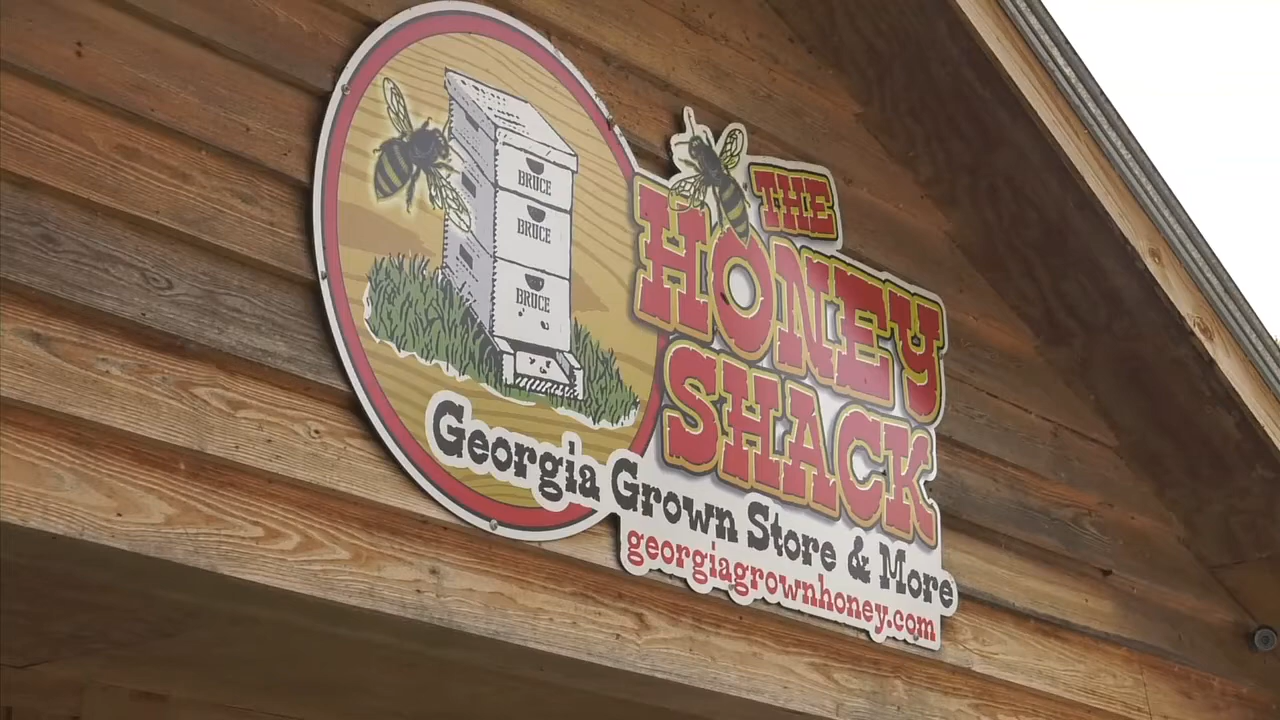 BRUCE
BRUCE
BRUCE
THE
HONEY
SHACK
Georgia Grown Store & More
georgiagrownhoney.com